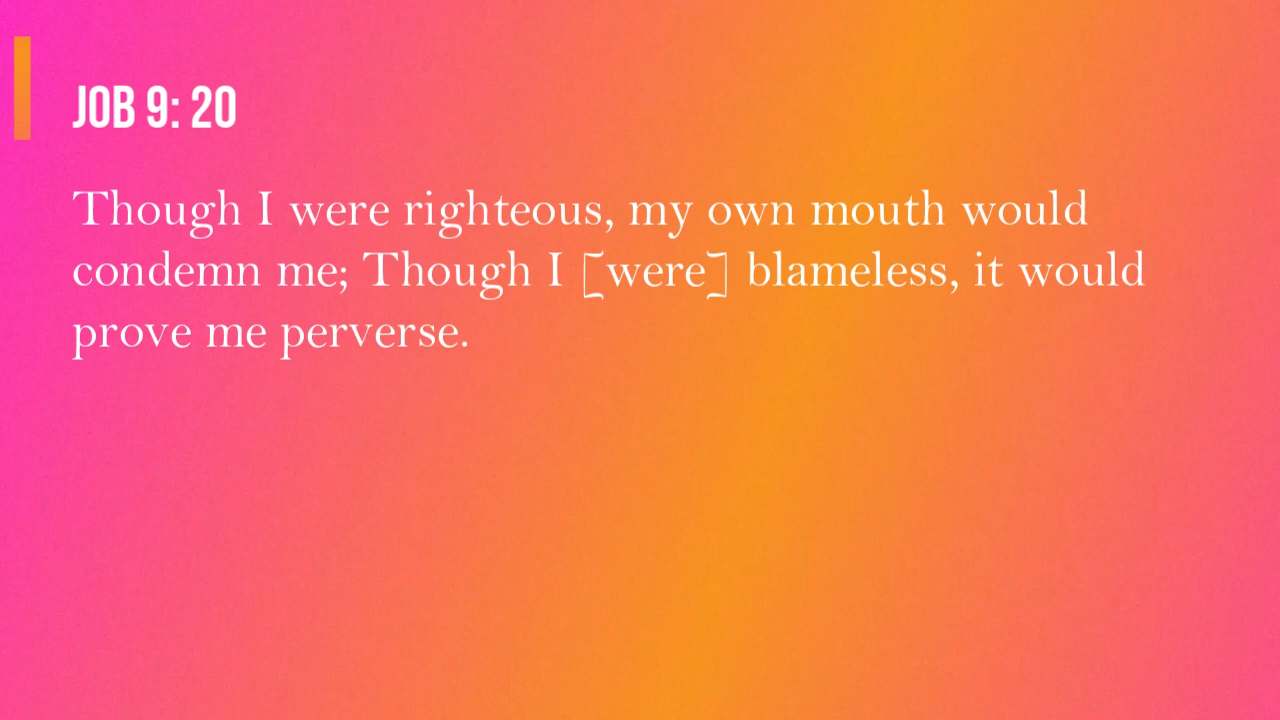 JOB 9: 20
Though I were righteous, my own mouth would
condemn me; Though I [were] blameless, it would
prove me perverse.